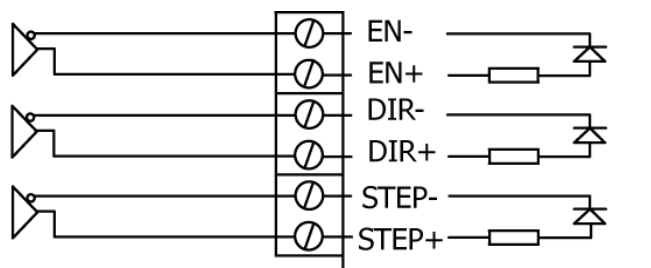 EN-
EN+
DIR-
DIR+
STEP-
STEP+